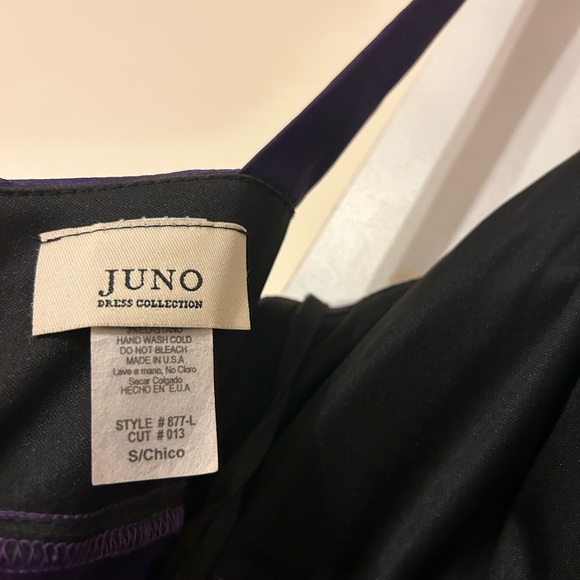 JUNO
DRESS COLLECTION
HAND WASH COLD
DO NOT BLEACH
MADE IN U.S.A
Lave a mano, No Cloro
Secar Colgado
HECHO EN E.U.A
STYLE # 877-L
CUT # 013
S/Chico